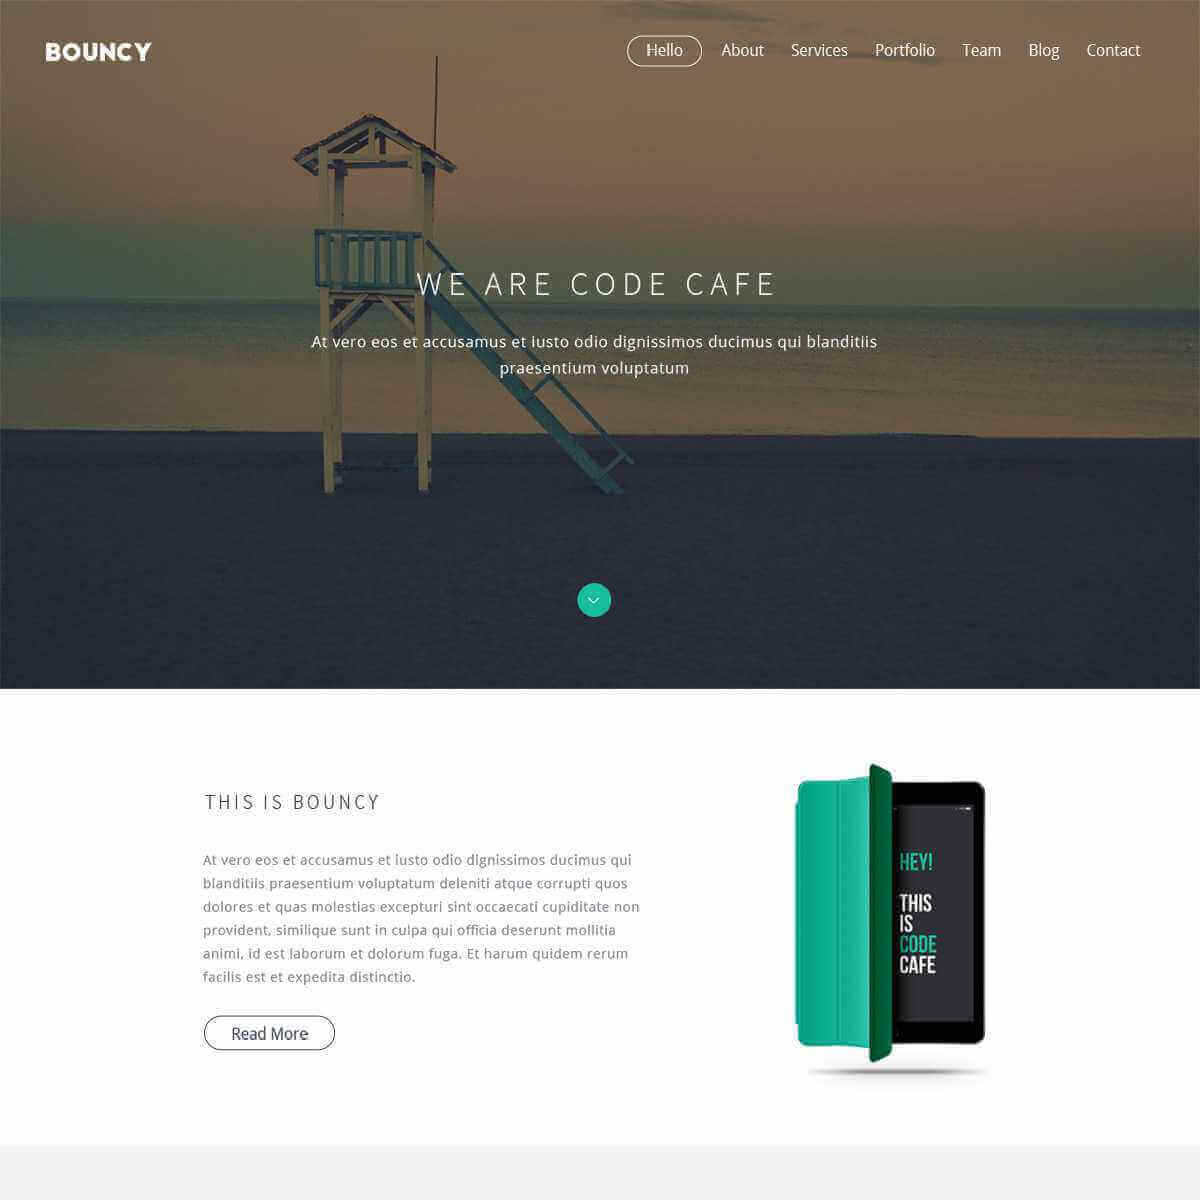 BOUNCY
Hello About Services Portfolio Team Blog Contact
WE ARE CODE CAFE
At vero eos et accusamus et iusto odio dignissimos ducimus qui blanditiis
praesentium voluptatum
THIS IS BOUNCY
At vero eos et accusamus et iusto odio dignissimos ducimus qui
blanditiis praesentium voluptatum deleniti atque corrupti quos
dolores et quas molestias excepturi sint occaecati cupiditate non
provident, similique sunt in culpa qui officia deserunt mollitia
animi, id est laborum et dolorum fuga. Et harum quidem rerum
facilis est et expedita distinctio.
Read More
HEY!
THIS
IS
CODE
CAFE